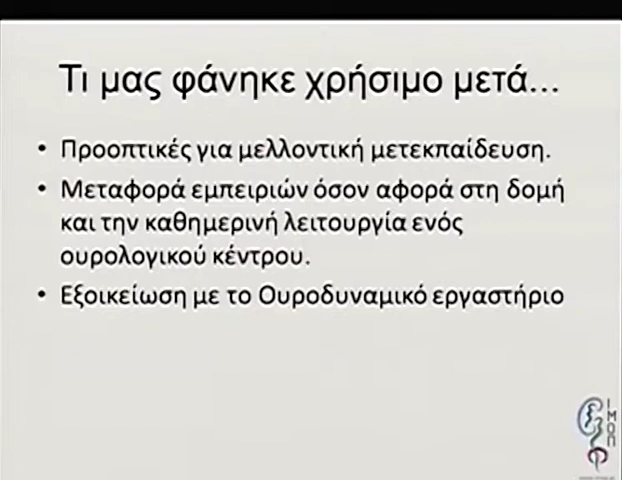 Τι μας φάνηκε χρήσιμο μετά...
• Προοπτικές για μελλοντική μετεκπαίδευση.
• Μεταφορά εμπειριών όσον αφορά στη δομή
και την καθημερινή λειτουργία ενός
ουρολογικού κέντρου.
• Εξοικείωση με το Ουροδυναμικό εργαστήριο
ΙΜΟΠ